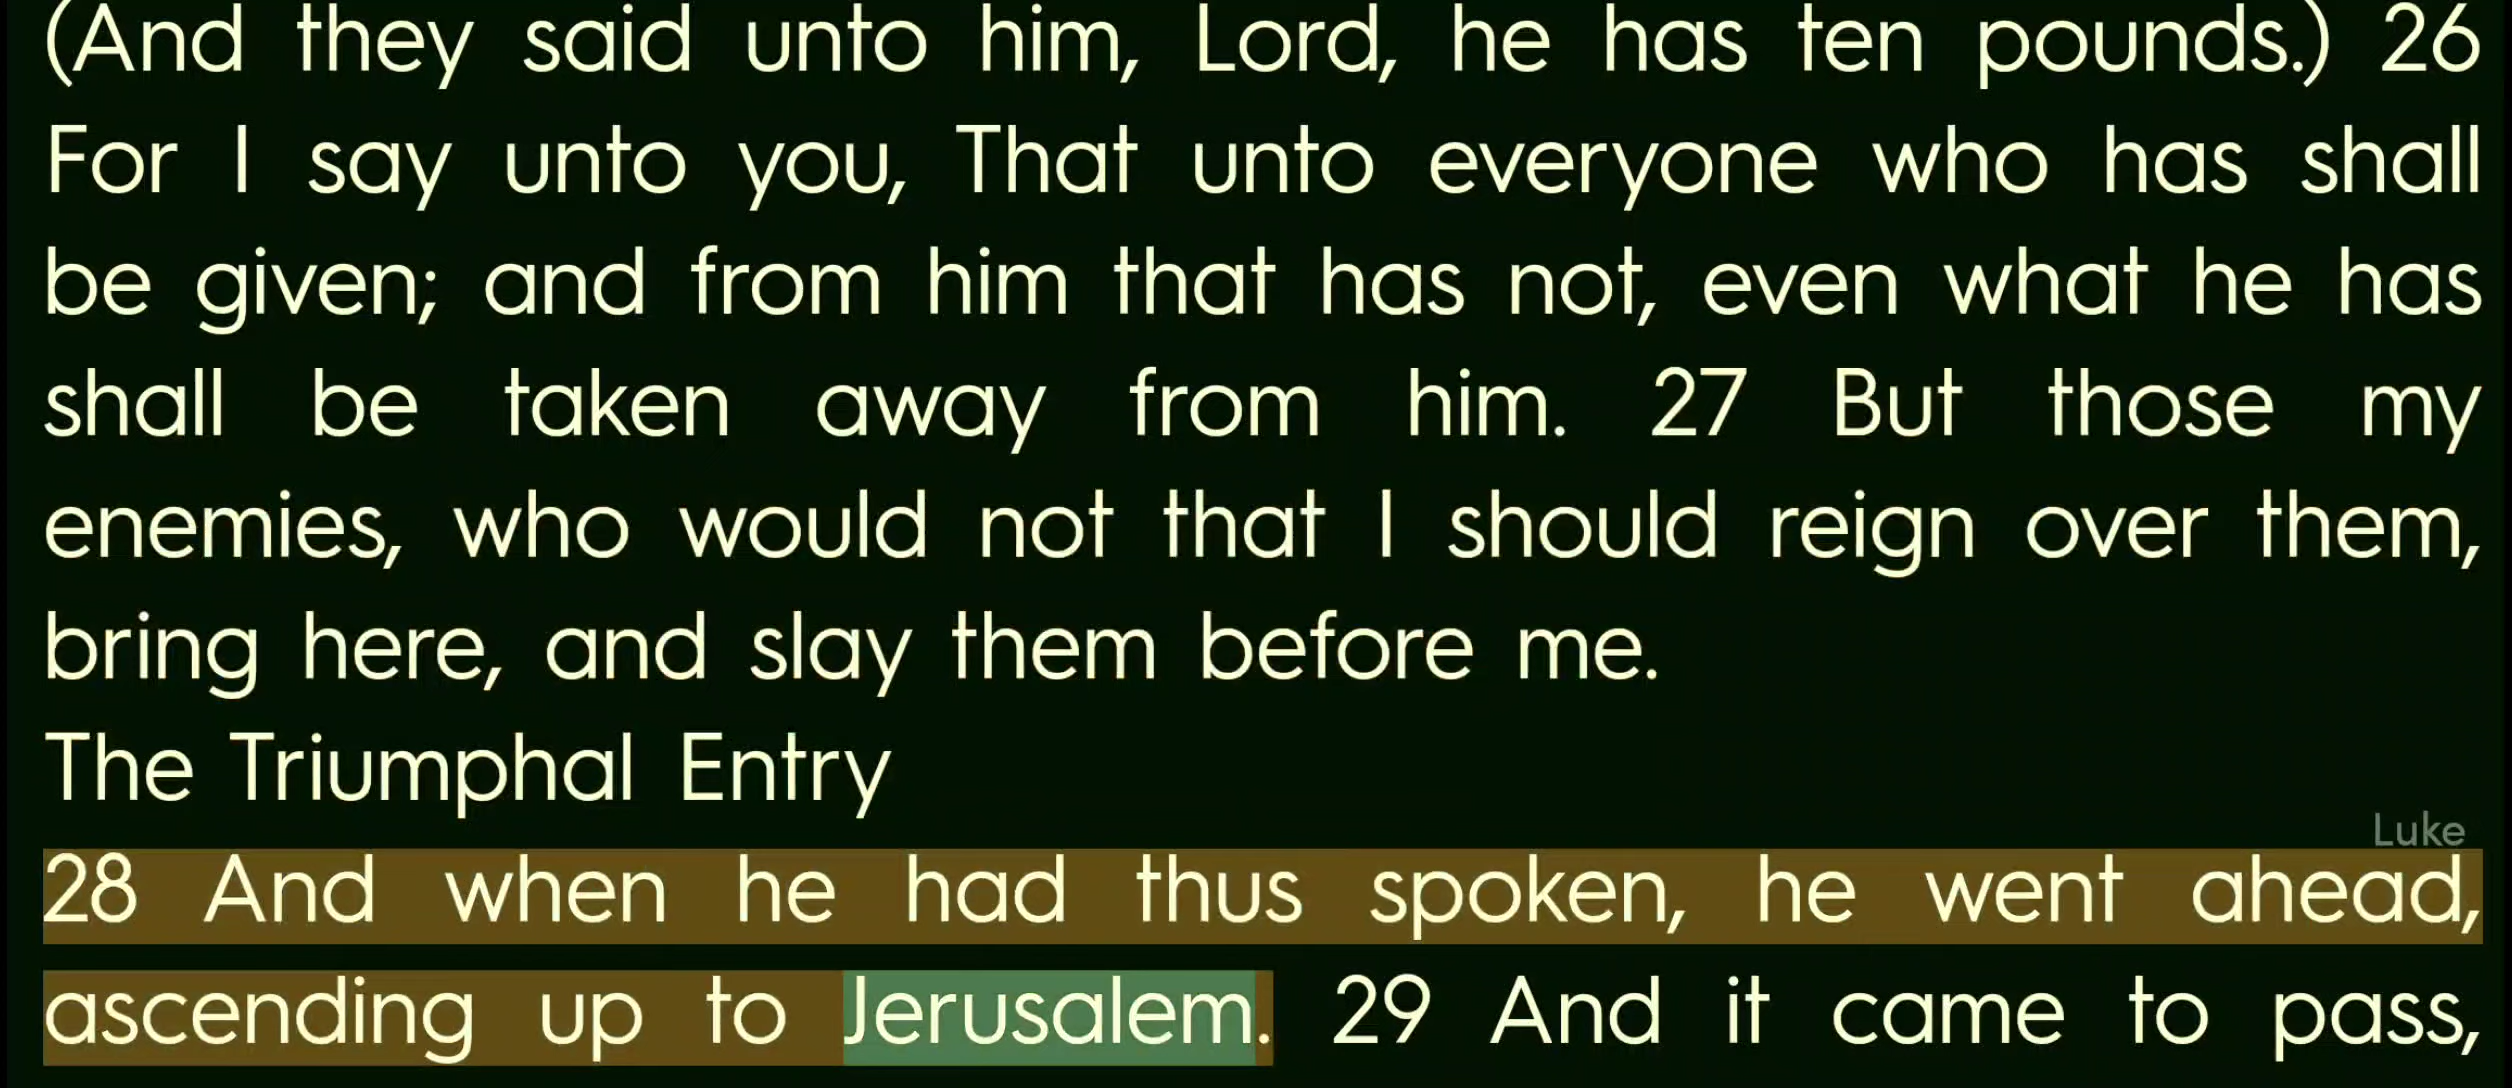 (And they said unto him, Lord, he has ten pounds.) 26
For I say unto you, That unto everyone who has shall
be given; and from him that has not, even what he has
shall be taken away from him. 27 But those my
enemies, who would not that I should reign over them,
bring here, and slay them before me.
The Triumphal Entry
Luke
28 And when he had thus spoken, he went ahead,
ascending up to Jerusalem. 29 And it came to pass,